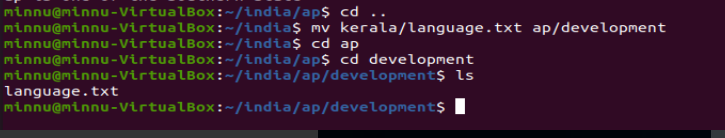 minnu@minnu-VirtualBox:~/india/ap$ cd ..
minnu@minnu-VirtualBox:~/india$ mv kerala/language.txt ap/development
minnu@minnu-VirtualBox:~/india$ cd ap
minnu@minnu-VirtualBox:~/india/ap$ cd development
minnu@minnu-VirtualBox:~/india/ap/development$ ls
language.txt
minnu@minnu-VirtualBox:~/india/ap/development$